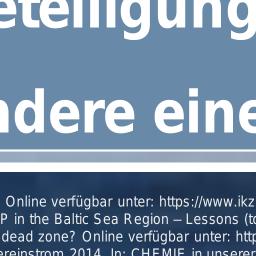 eteiligung
ndere eine
Online verfügbar unter: https://www.ikz
P in the Baltic Sea Region – Lessons (to
dead zone? Online verfügbar unter: http
ereinstrom 2014. In: CHEMIE in unserer